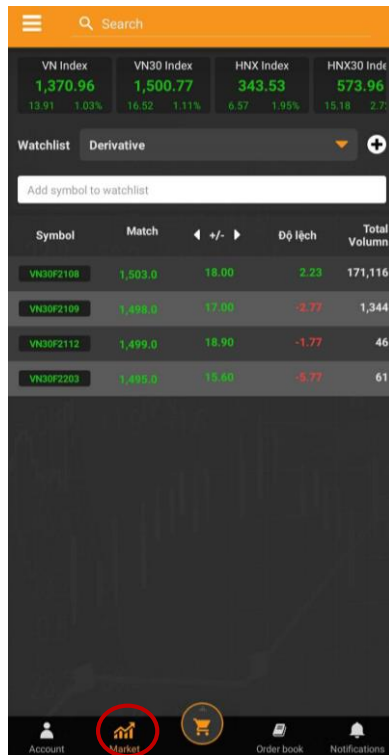 Search
VN Index VN30 Index HNX Index HNX30 Inde
1,370.96 1,500.77 343.53 573.96
13.91 1.03% 16.52 1.11% 6.57 1.95% 15.18 2.7
Watchlist Derivative
Add symbol to watchlist
Symbol Match +/- Độ lệch Total Volumn
VN30F2108 1,503.0 18.00 2.23 171,116
VN30F2109 1,498.0 17.00 -2.77 1,344
VN30F2112 1,499.0 18.90 -1.77 46
VN30F2203 1,495.0 15.60 -5.77 61
Account Market Order book Notifications